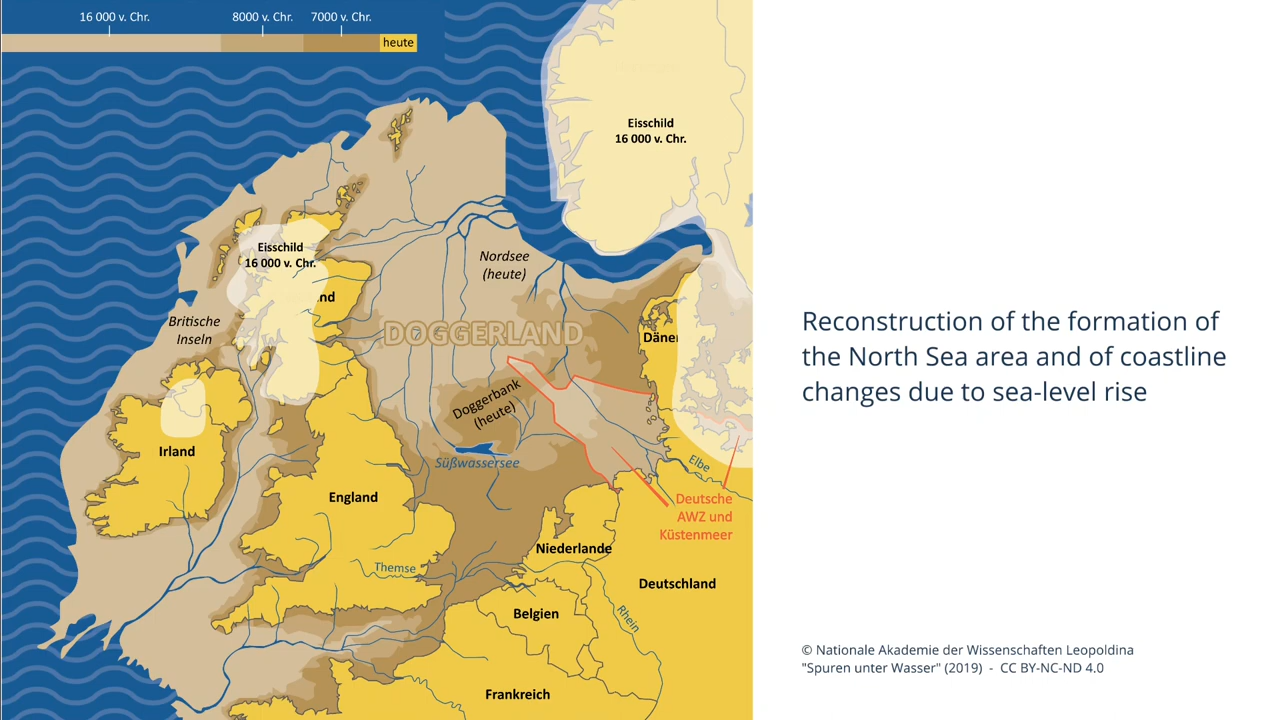 16 000 v. Chr.
8000 v. Chr.
7000 v. Chr.
heute
Eisschild
16 000 v. Chr.
Eisschild
16 000 v. Chr.
nd
Nordsee
(heute)
Britische
Inseln
DOGGERLAND
Däner
Doggerbank
(heute)
Irland
Süßwassersee
Elbe
England
Deutsche
AWZ und
Küstenmeer
Niederlande
Themse
Deutschland
Belgien
Rhein
Frankreich
Reconstruction of the formation of
the North Sea area and of coastline
changes due to sea-level rise
© Nationale Akademie der Wissenschaften Leopoldina
"Spuren unter Wasser" (2019) - CC BY-NC-ND 4.0